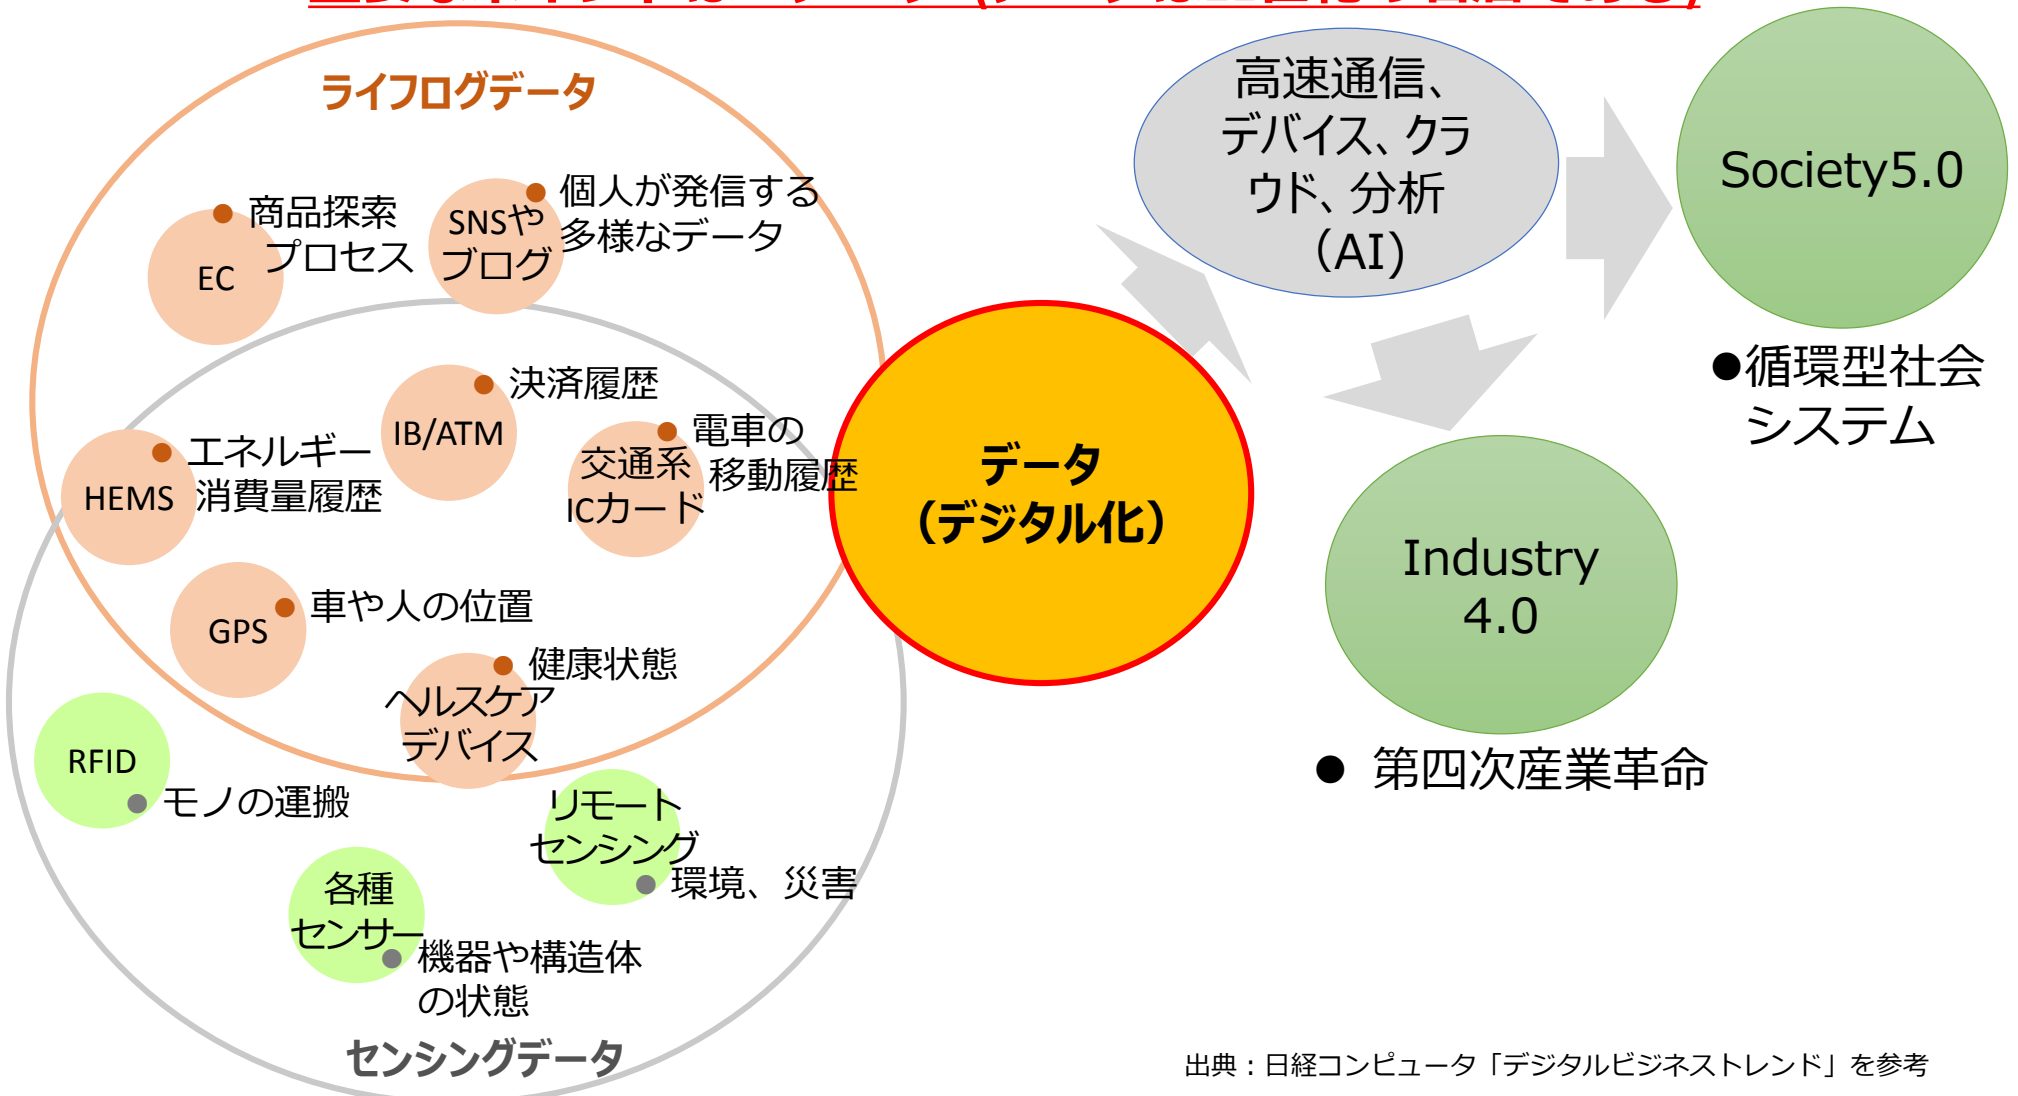 ライフログデータ
商品探索
プロセス
EC
SNSや
ブログ
個人が発信する
多様なデータ
IB/ATM
決済履歴
交通系
ICカード
電車の
移動履歴
HEMS
エネルギー
消費量履歴
GPS
車や人の位置
ヘルスケア
デバイス
健康状態
RFID
モノの運搬
リモート
センシング
環境、災害
各種
センサー
機器や構造体
の状態
センシングデータ
データ
（デジタル化）
高速通信、
デバイス、クラ
ウド、分析
（AI）
Society5.0
●循環型社会
システム
Industry
4.0
● 第四次産業革命
出典：日経コンピュータ「デジタルビジネストレンド」を参考